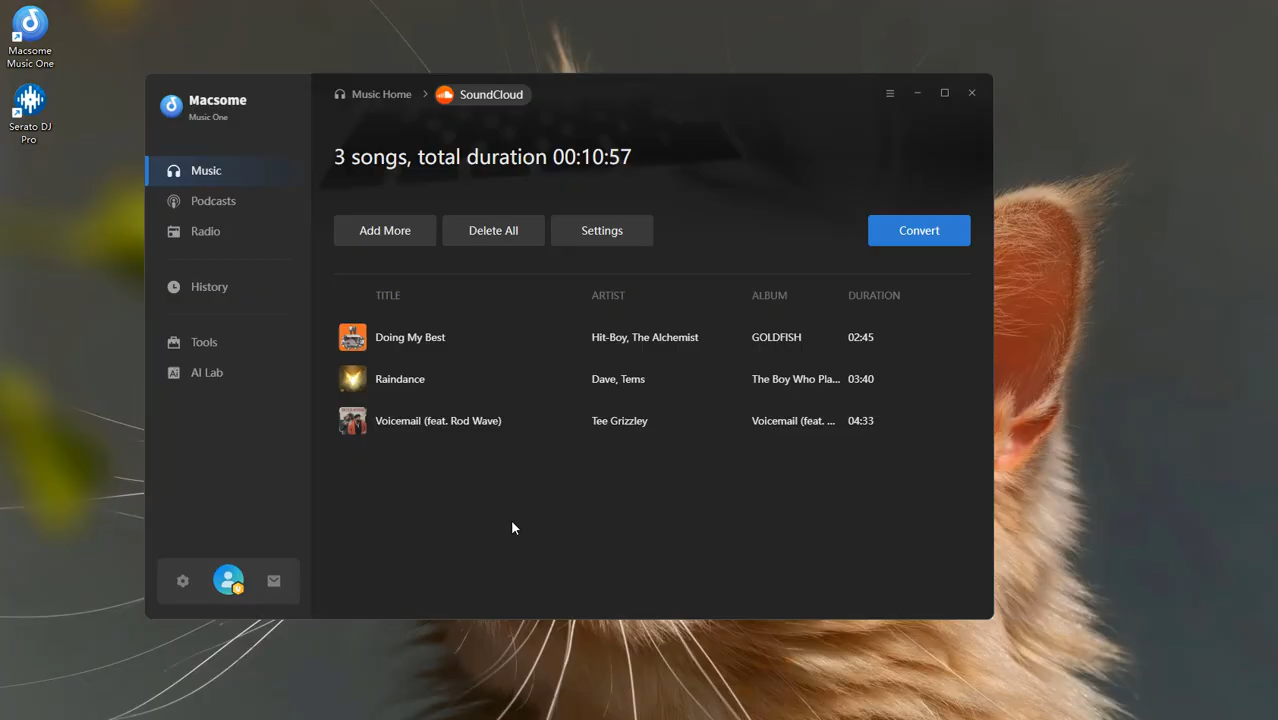 Macsome
Music One
Serato DJ
Pro
Macsome
Music One
Music
Podcasts
Radio
History
Tools
AI Lab
Music Home > SoundCloud
3 songs, total duration 00:10:57
Add More Delete All Settings Convert
TITLE ARTIST ALBUM DURATION
Doing My Best Hit-Boy, The Alchemist GOLDFISH 02:45
Raindance Dave, Tems The Boy Who Pla... 03:40
Voicemail (feat. Rod Wave) Tee Grizzley Voicemail (feat. ... 04:33